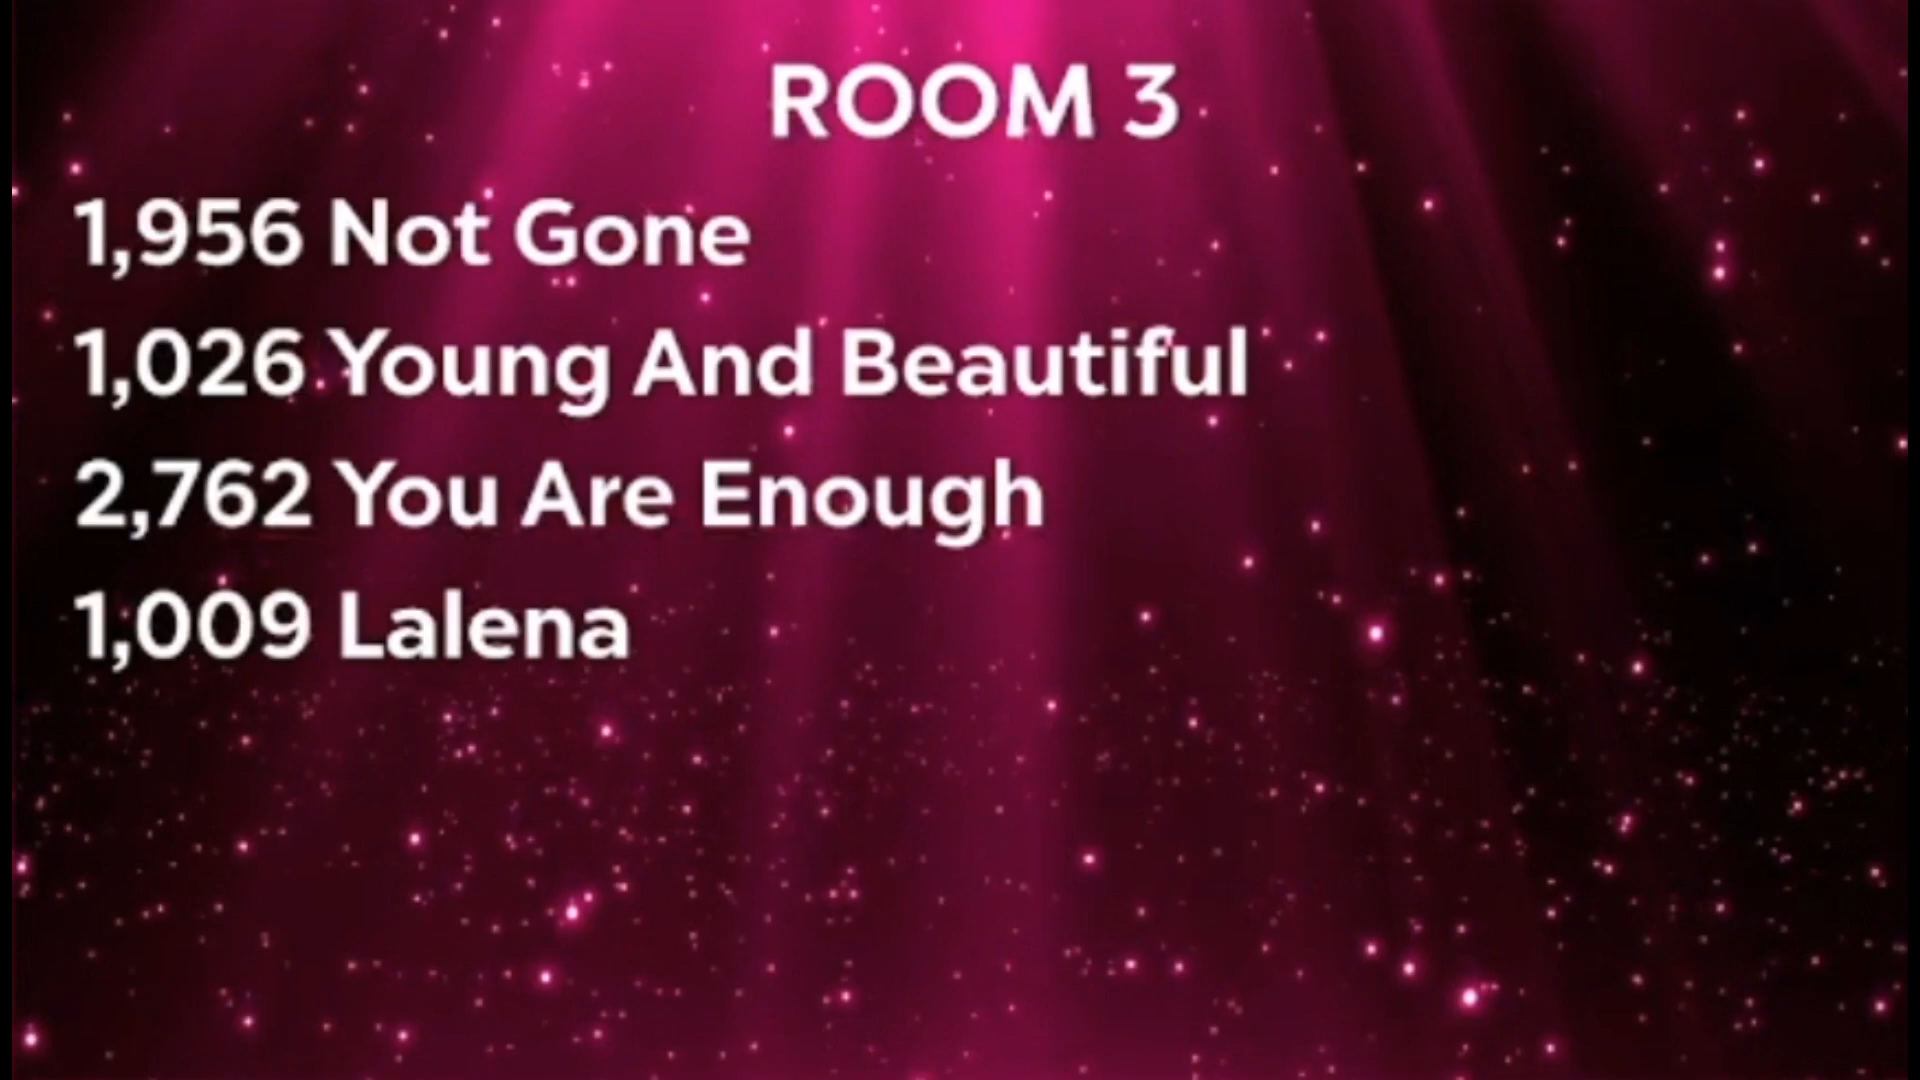 ROOM 3
1,956 Not Gone
1,026 Young And Beautiful
2,762 You Are Enough
1,009 Lalena